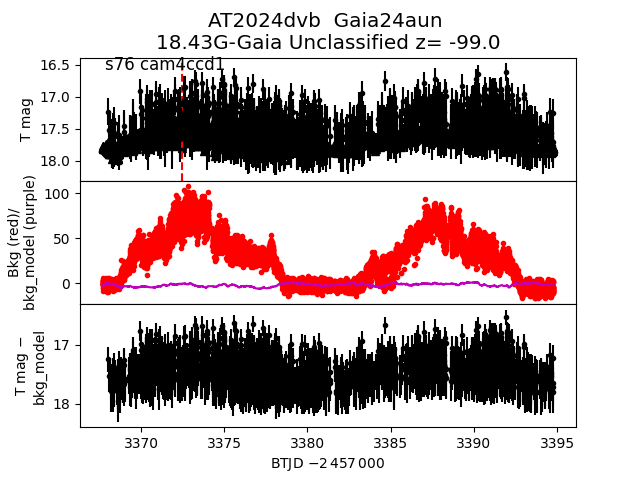 AT2024dvb  Gaia24aun
18.43G-Gaia Unclassified z= -99.0
s76 cam4ccd1
16.5
17.0
17.5
18.0
T mag
100
50
0
Bkg (red)/
bkg_model (purple)
17
18
T mag −
bkg_model
3370 3375 3380 3385 3390 3395
BTJD −2 457 000